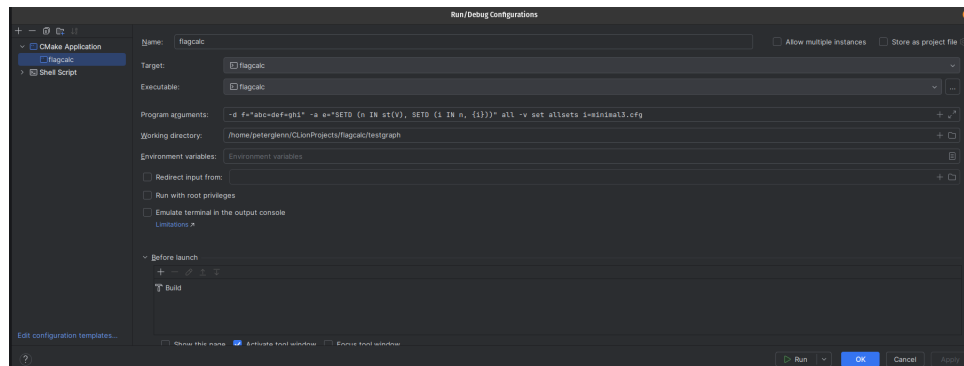 Run/Debug Configurations
CMake Application
flagcalc
Shell Script
Name: flagcalc
Allow multiple instances
Store as project file
Target: flagcalc
Executable: flagcalc
Program arguments: -d f="abc=def=ghi" -a e="SETD (n IN st(V), SETD (i IN n, {i}))" all -v set allsets i=minimal3.cfg
Working directory: /home/peterglenn/CLionProjects/flagcalc/testgraph
Environment variables: Environment variables
Redirect input from:
Run with root privileges
Emulate terminal in the output console
Limitations ↗
Before launch
Build
Edit configuration templates...
Show this page
Activate tool window
Focus tool window
? Run OK Cancel Apply